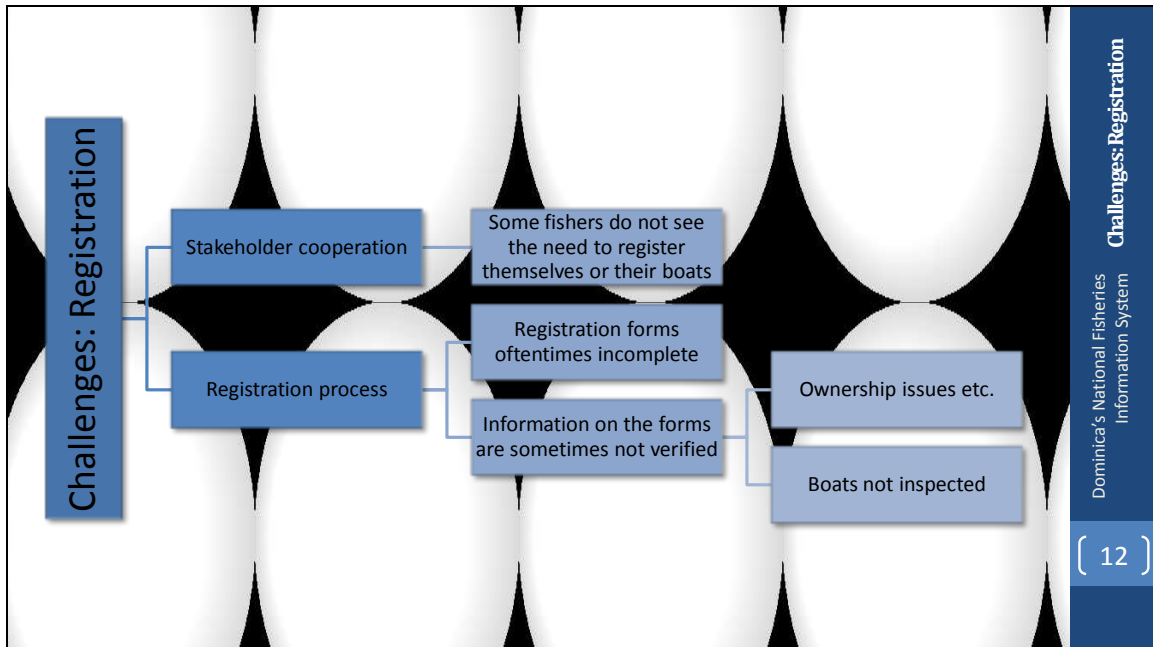 Challenges: Registration
Stakeholder cooperation
Some fishers do not see
the need to register
themselves or their boats
Registration process
Registration forms
oftentimes incomplete
Information on the forms
are sometimes not verified
Ownership issues etc.
Boats not inspected
Challenges: Registration
Dominica's National Fisheries
Information System
12